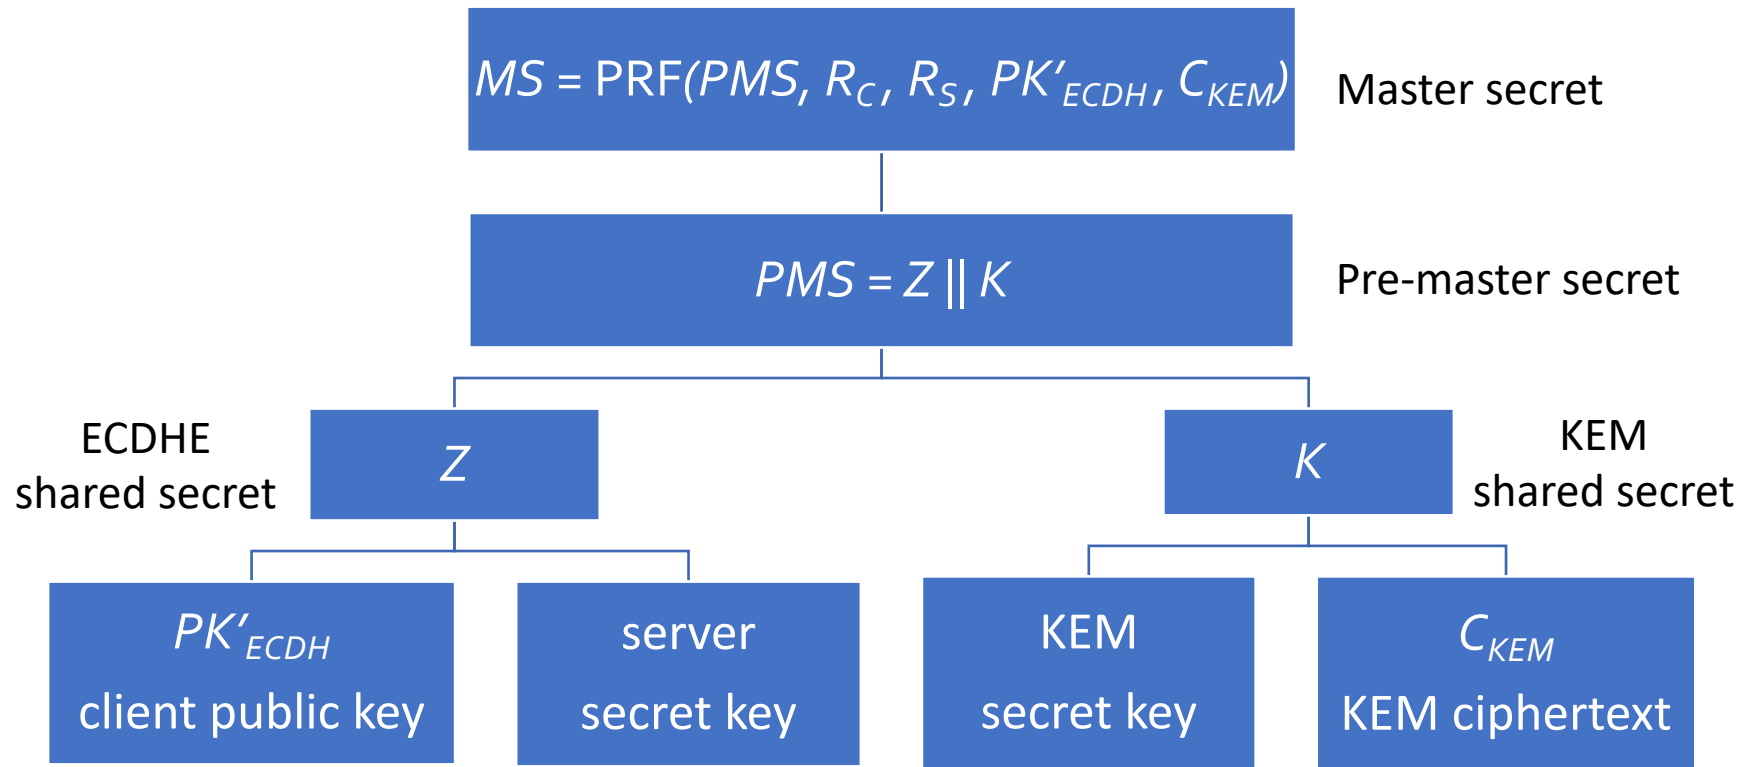 MS = PRF(PMS, R_C, R_S, PK′_ECDH, C_KEM)
Master secret
PMS = Z || K
Pre-master secret
ECDHE
shared secret
Z
K
KEM
shared secret
PK′_ECDH
client public key
server
secret key
KEM
secret key
C_KEM
KEM ciphertext